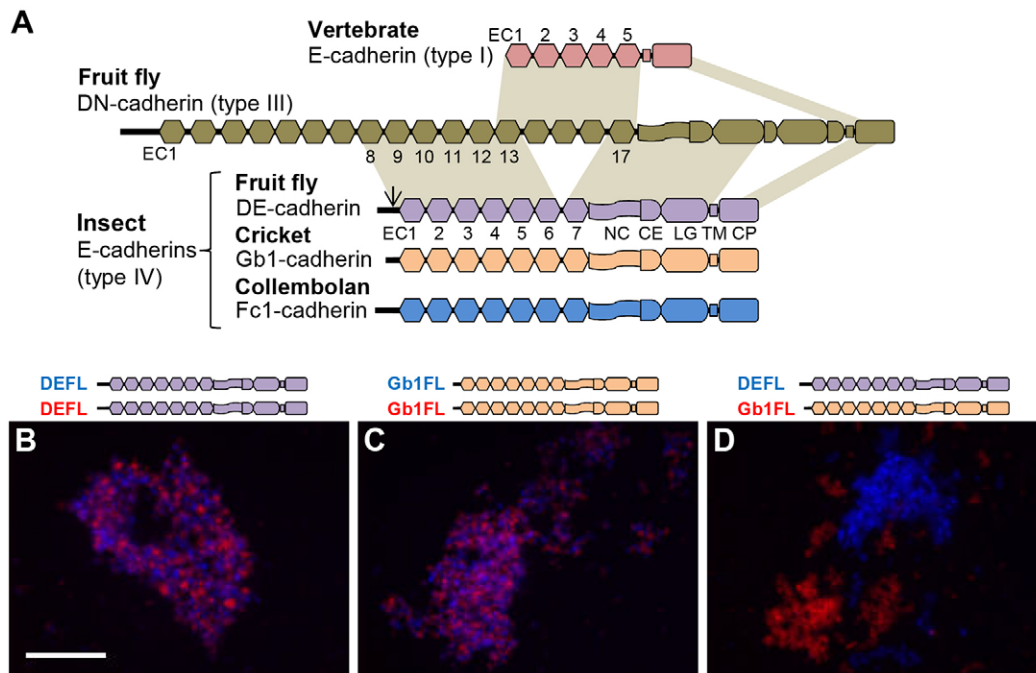 A
Vertebrate
E-cadherin (type I)
EC1 2 3 4 5
Fruit fly
DN-cadherin (type III)
EC1
8 9 10 11 12 13 17
Insect
E-cadherins
(type IV)
Fruit fly
DE-cadherin
EC1 2 3 4 5 6 7 NC CE LG TM CP
Cricket
Gb1-cadherin
Collembolan
Fc1-cadherin
DEFL
DEFL
B
Gb1FL
Gb1FL
C
DEFL
Gb1FL
D